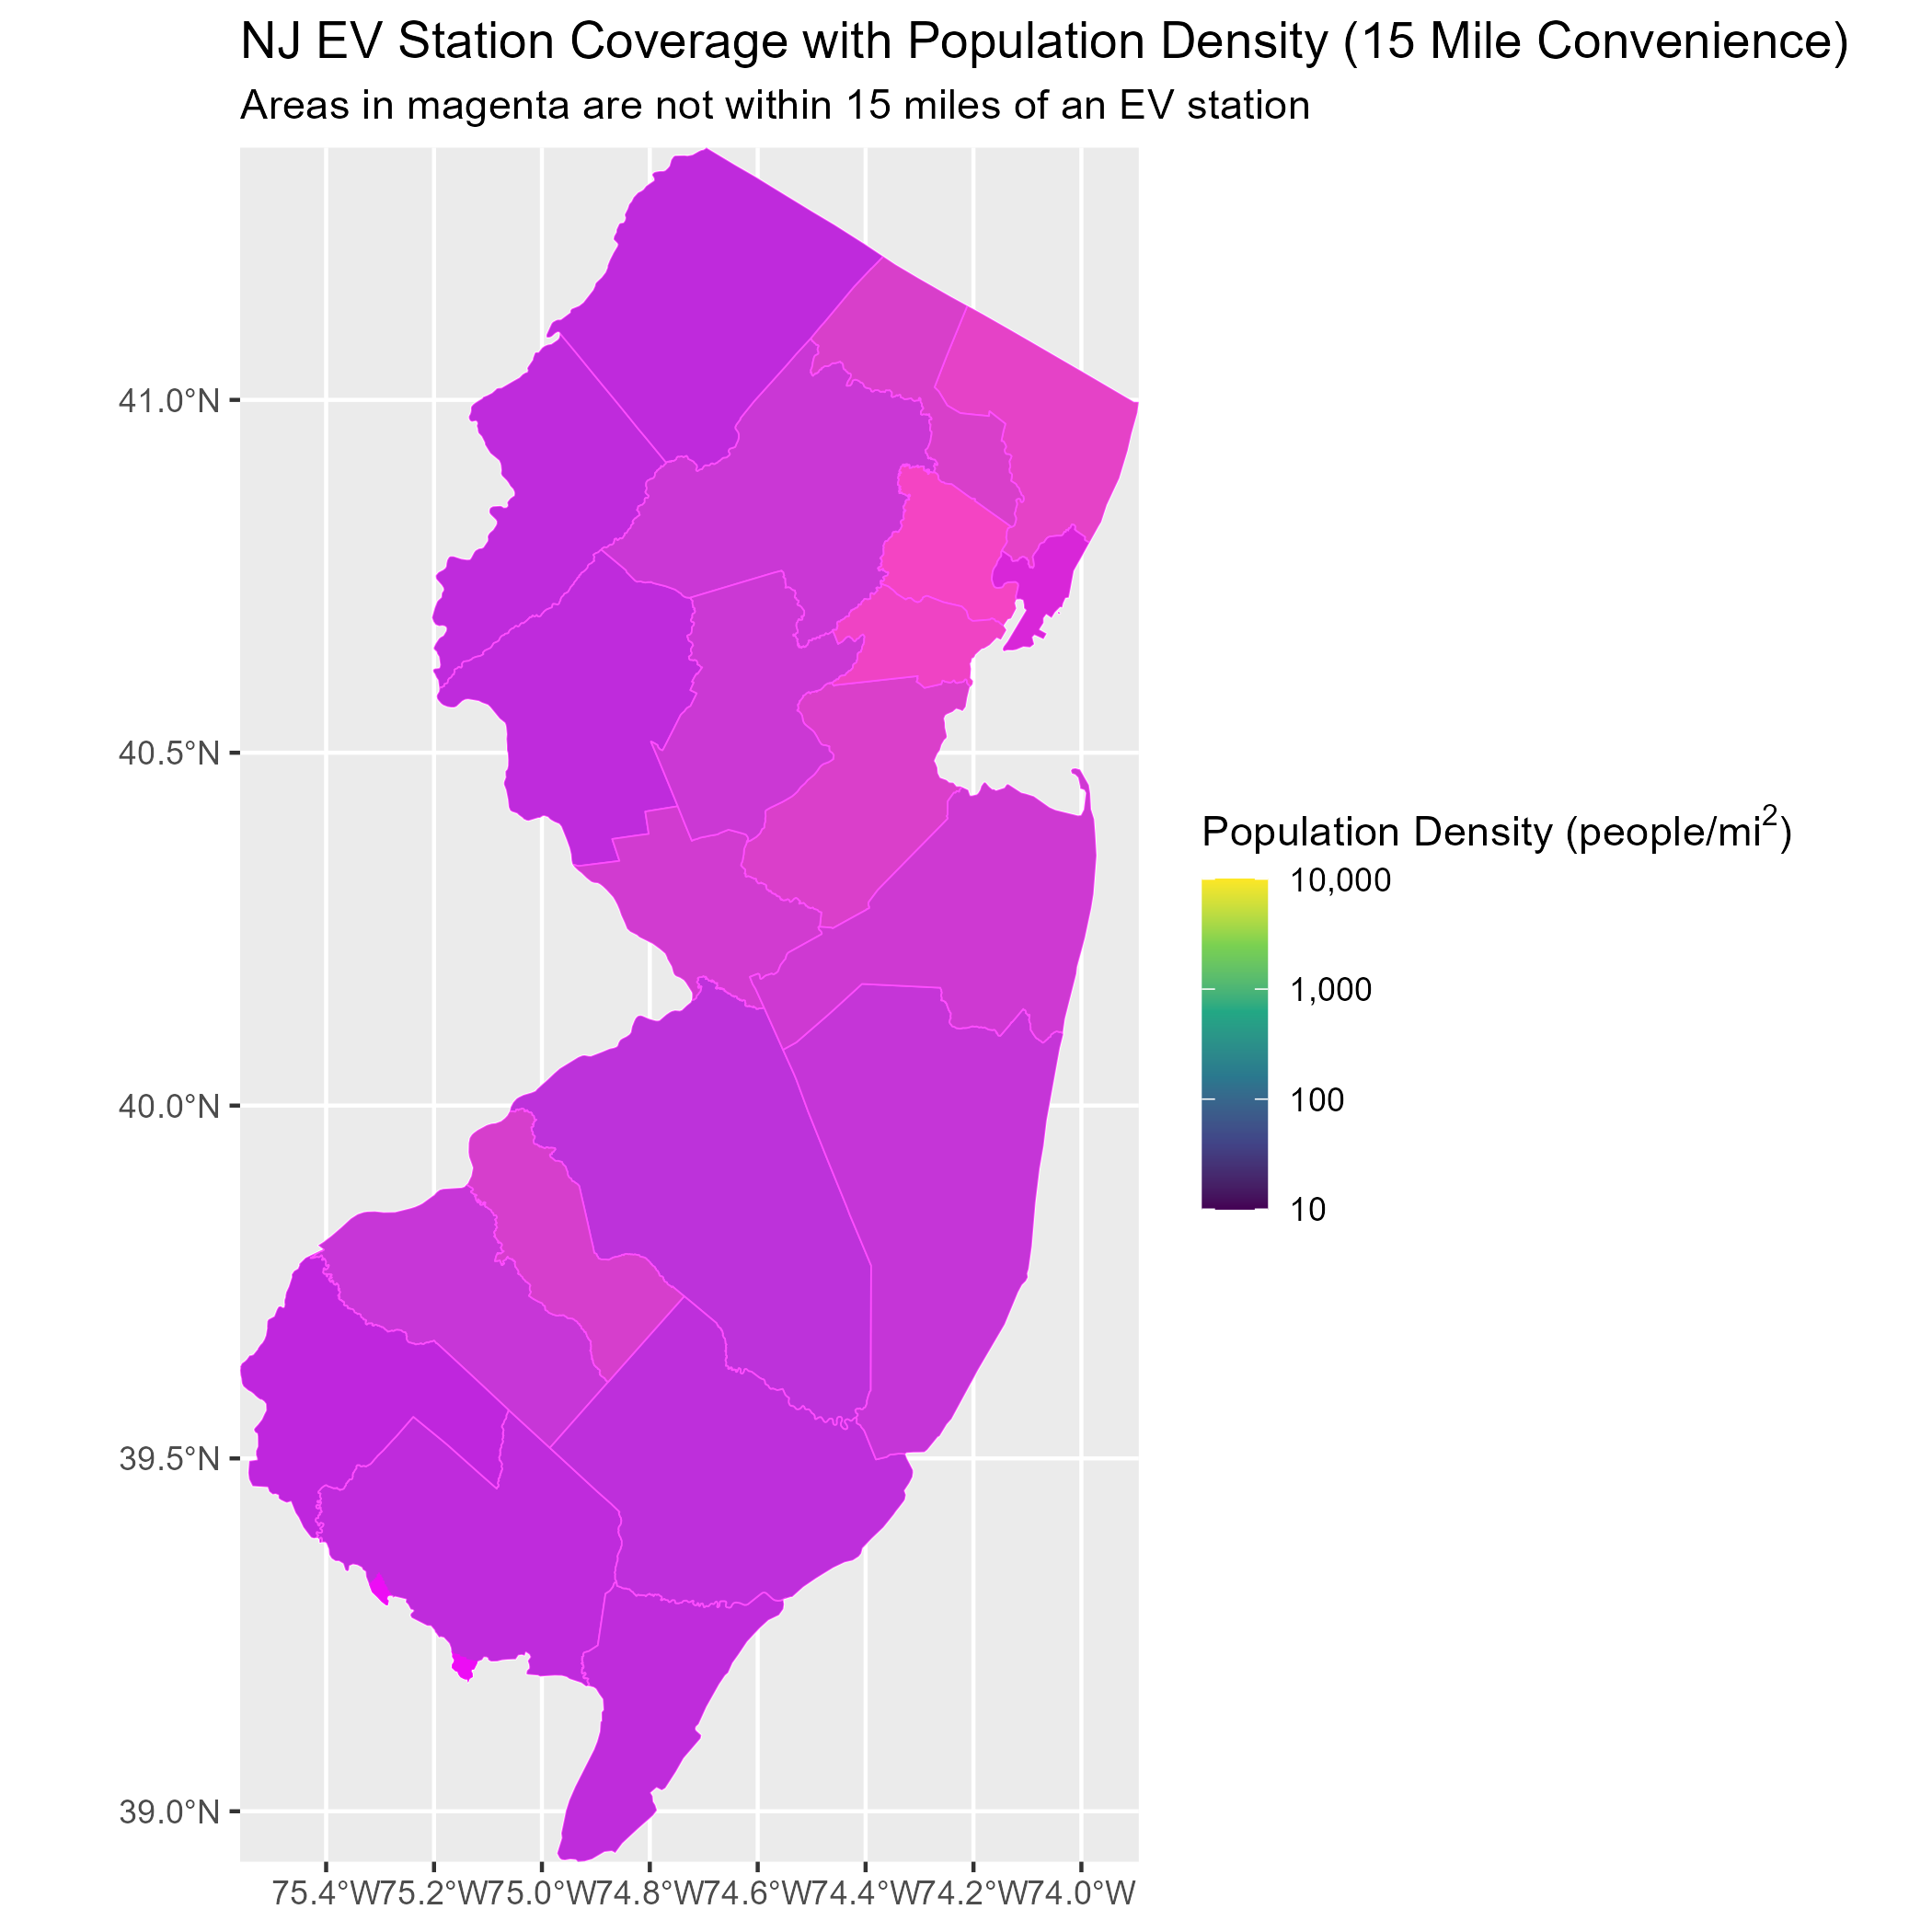 NJ EV Station Coverage with Population Density (15 Mile Convenience)
Areas in magenta are not within 15 miles of an EV station
41.0°N
40.5°N
40.0°N
39.5°N
39.0°N
75.4°W 75.2°W 75.0°W 74.8°W 74.6°W 74.4°W 74.2°W 74.0°W
Population Density (people/mi²)
10,000
1,000
100
10